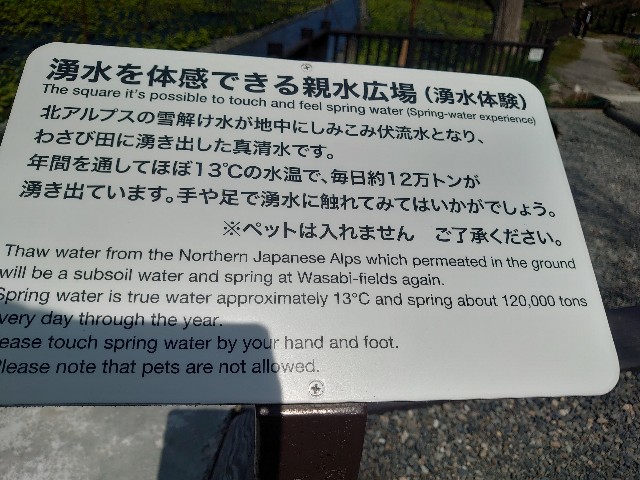 湧水を体感できる親水広場（湧水体験）
The square it's possible to touch and feel spring water (Spring-water experience)
北アルプスの雪解け水が地中にしみこみ伏流水となり、
わさび田に湧き出した真清水です。
年間を通してほぼ13℃の水温で、毎日約12万トンが
湧き出ています。手や足で湧水に触れてみてはいかがでしょう。
※ペットは入れません　ご了承ください。
Thaw water from the Northern Japanese Alps which permeated in the ground
will be a subsoil water and spring at Wasabi-fields again.
Spring water is true water approximately 13°C and spring about 120,000 tons
very day through the year.
ease touch spring water by your hand and foot.
lease note that pets are not allowed.